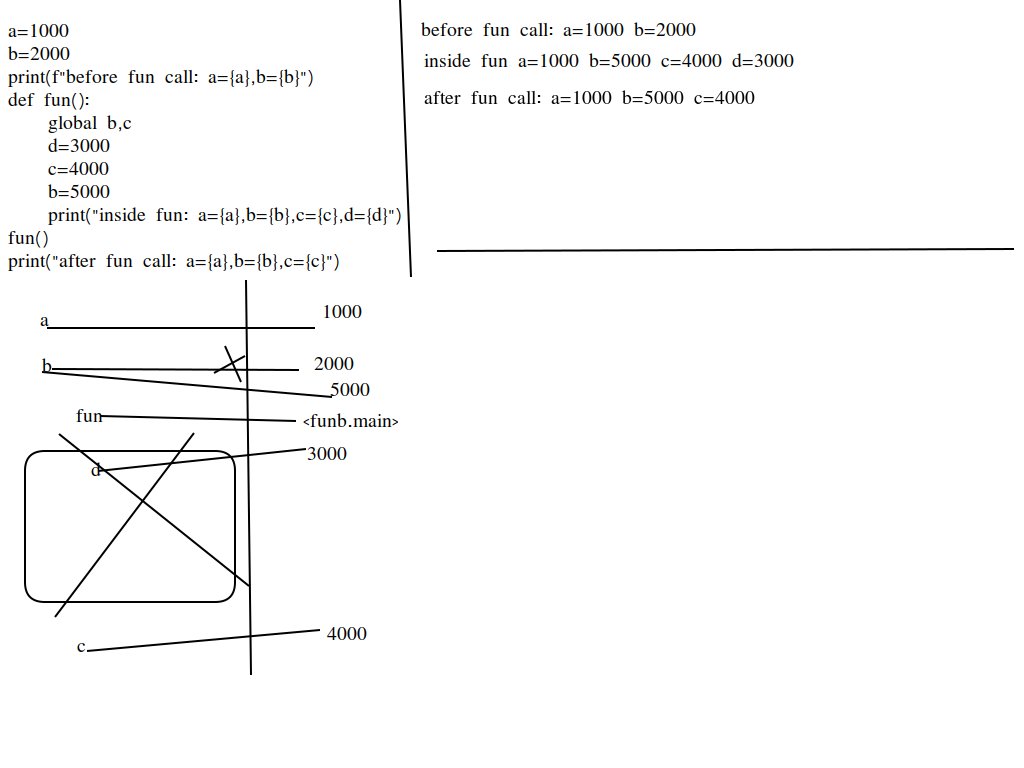 a=1000
b=2000
print(f"before fun call: a={a},b={b}")
def fun():
global b,c
d=3000
c=4000
b=5000
print("inside fun: a={a},b={b},c={c},d={d}")
fun()
print("after fun call: a={a},b={b},c={c}")
before fun call: a=1000 b=2000
inside fun a=1000 b=5000 c=4000 d=3000
after fun call: a=1000 b=5000 c=4000
a 1000
b 2000
5000
fun <funb.main>
d 3000
c 4000